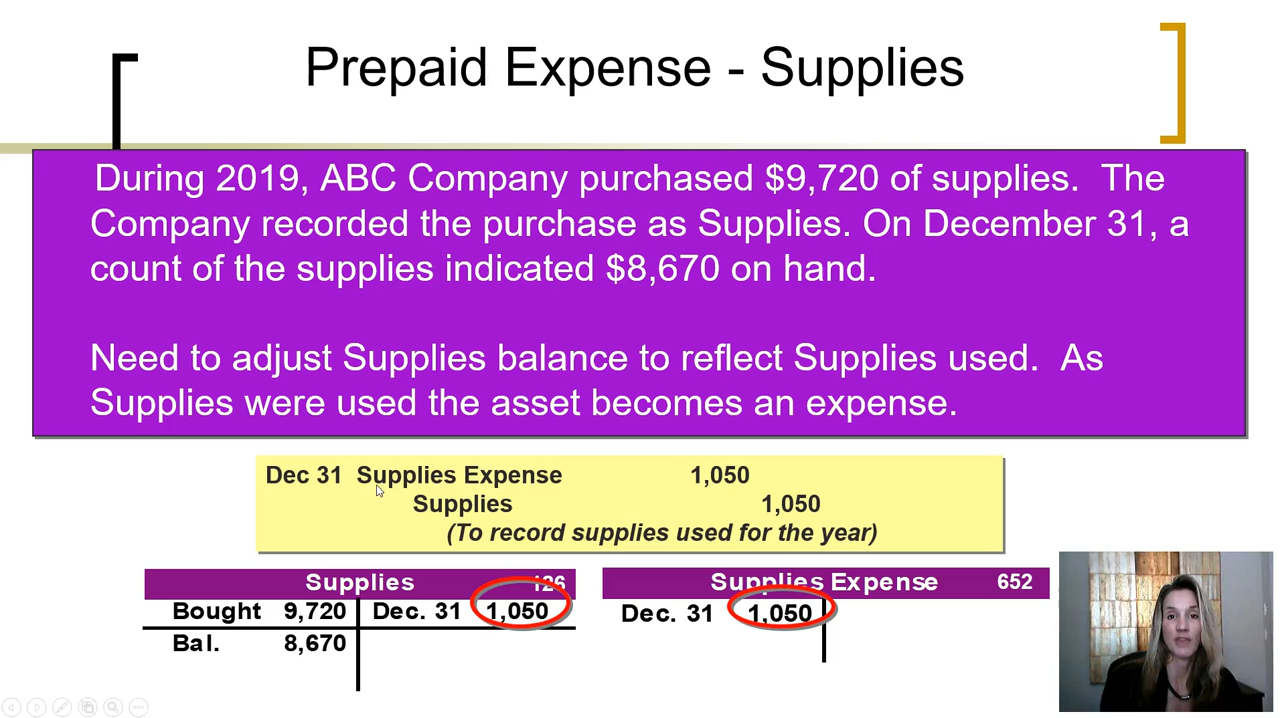 Prepaid Expense - Supplies
During 2019, ABC Company purchased $9,720 of supplies. The
Company recorded the purchase as Supplies. On December 31, a
count of the supplies indicated $8,670 on hand.
Need to adjust Supplies balance to reflect Supplies used. As
Supplies were used the asset becomes an expense.
Dec 31 Supplies Expense 1,050
Supplies 1,050
(To record supplies used for the year)
Supplies 126
Bought 9,720 Dec. 31 1,050
Bal. 8,670
Supplies Expense 652
Dec. 31 1,050